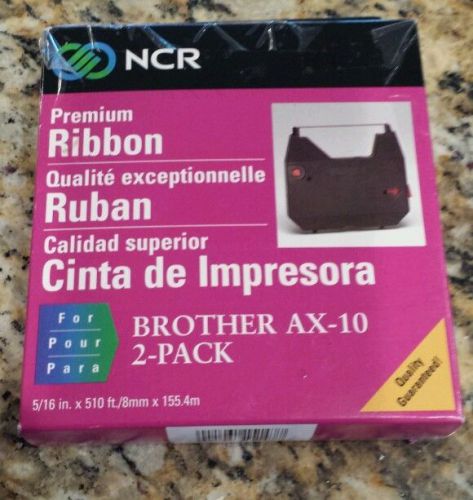 NCR
Premium
Ribbon
Qualité exceptionnelle
Ruban
Calidad superior
Cinta de Impresora
For
Pour
Para
BROTHER AX-10
2-PACK
Quality
Guaranteed!
5/16 in. x 510 ft./8mm x 155.4m